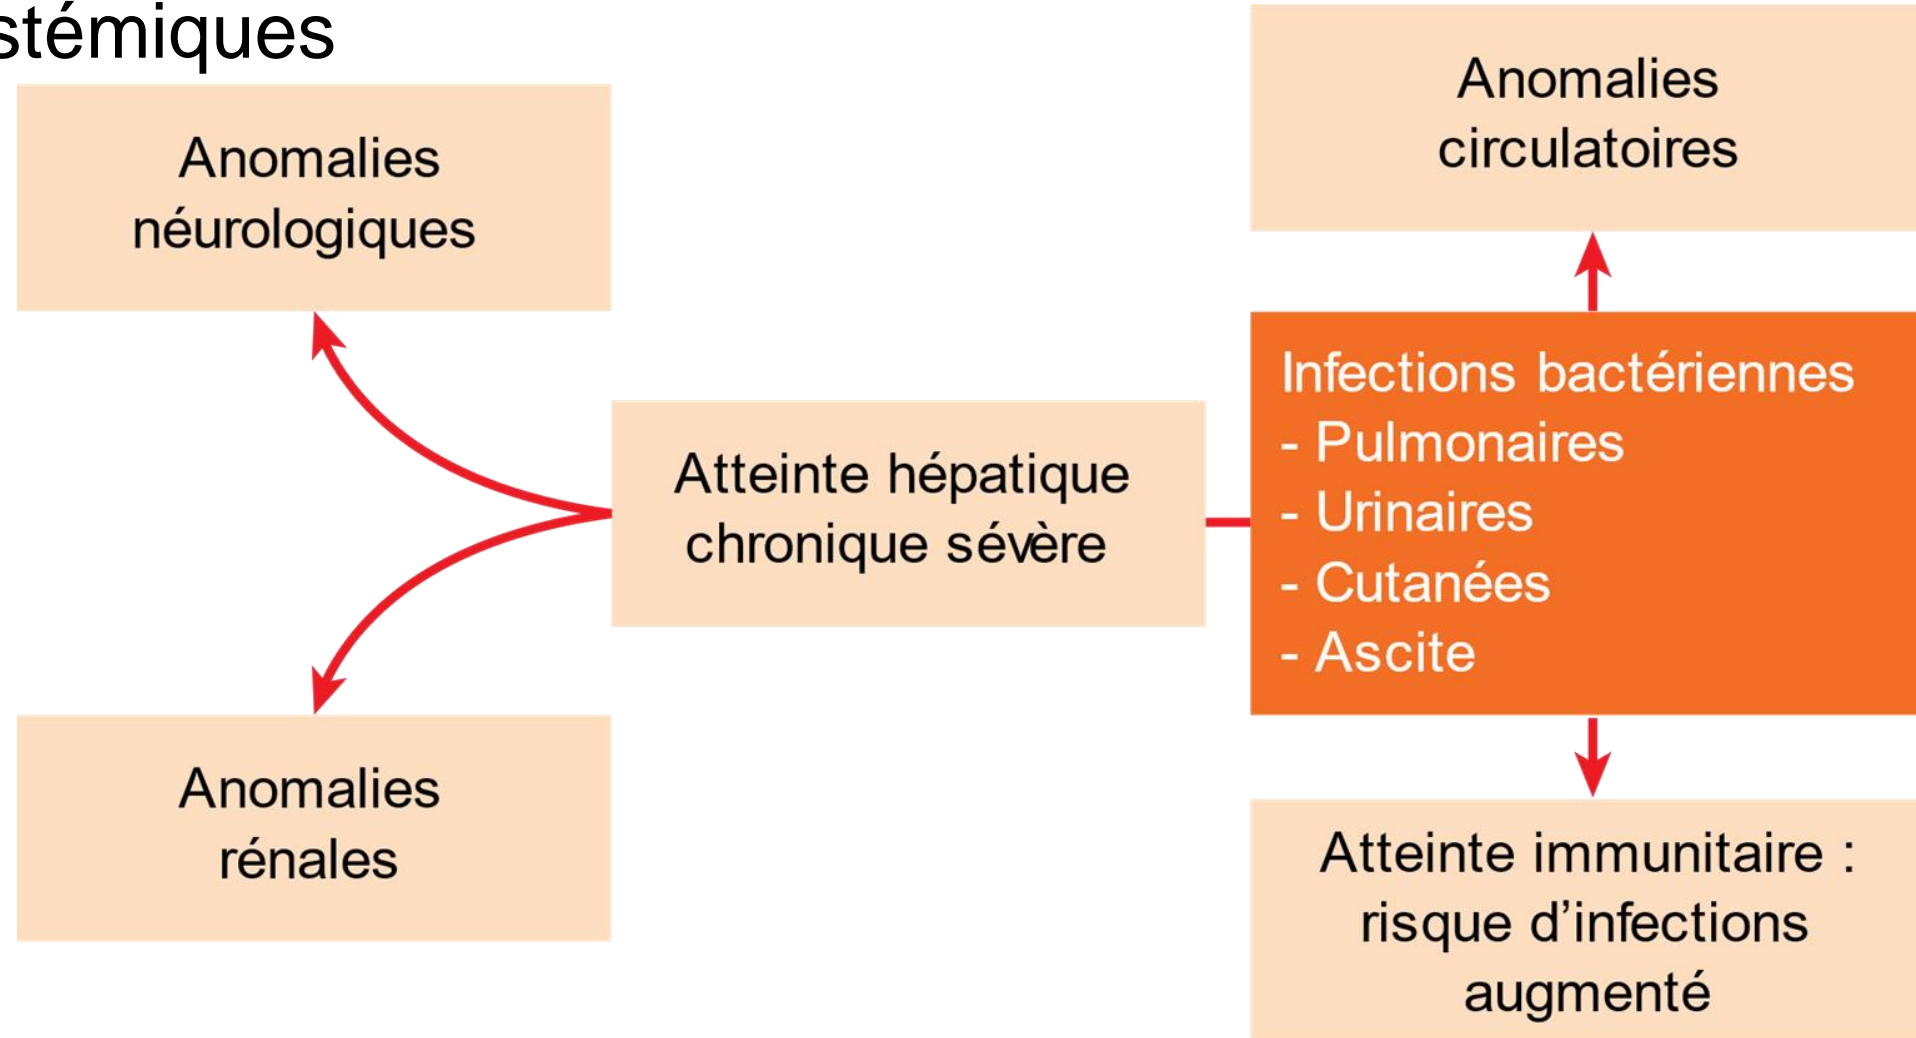 stémiques
Anomalies
néurologiques
Anomalies
circulatoires
Atteinte hépatique
chronique sévère
Infections bactériennes
- Pulmonaires
- Urinaires
- Cutanées
- Ascite
Anomalies
rénales
Atteinte immunitaire :
risque d’infections
augmenté